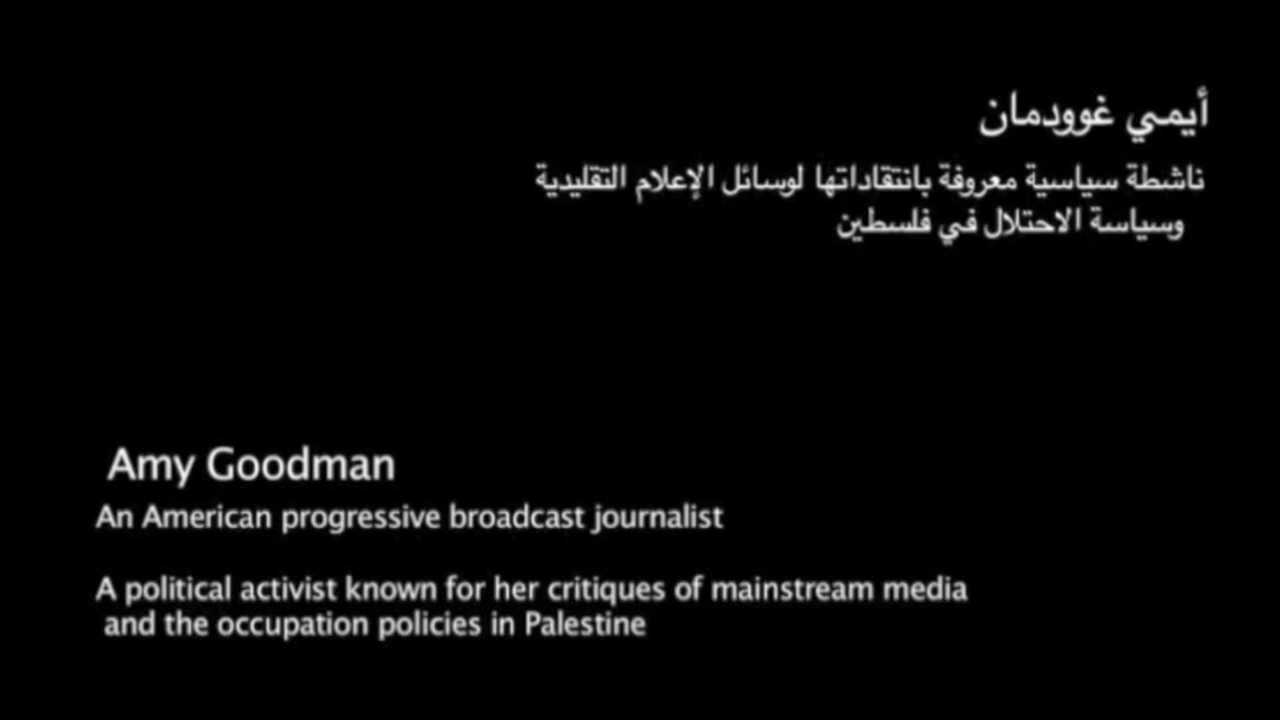 أيمي غوودمان
ناشطة سياسية معروفة بانتقاداتها لوسائل الإعلام التقليدية
وسياسة الاحتلال في فلسطين
Amy Goodman
An American progressive broadcast journalist
A political activist known for her critiques of mainstream media
and the occupation policies in Palestine